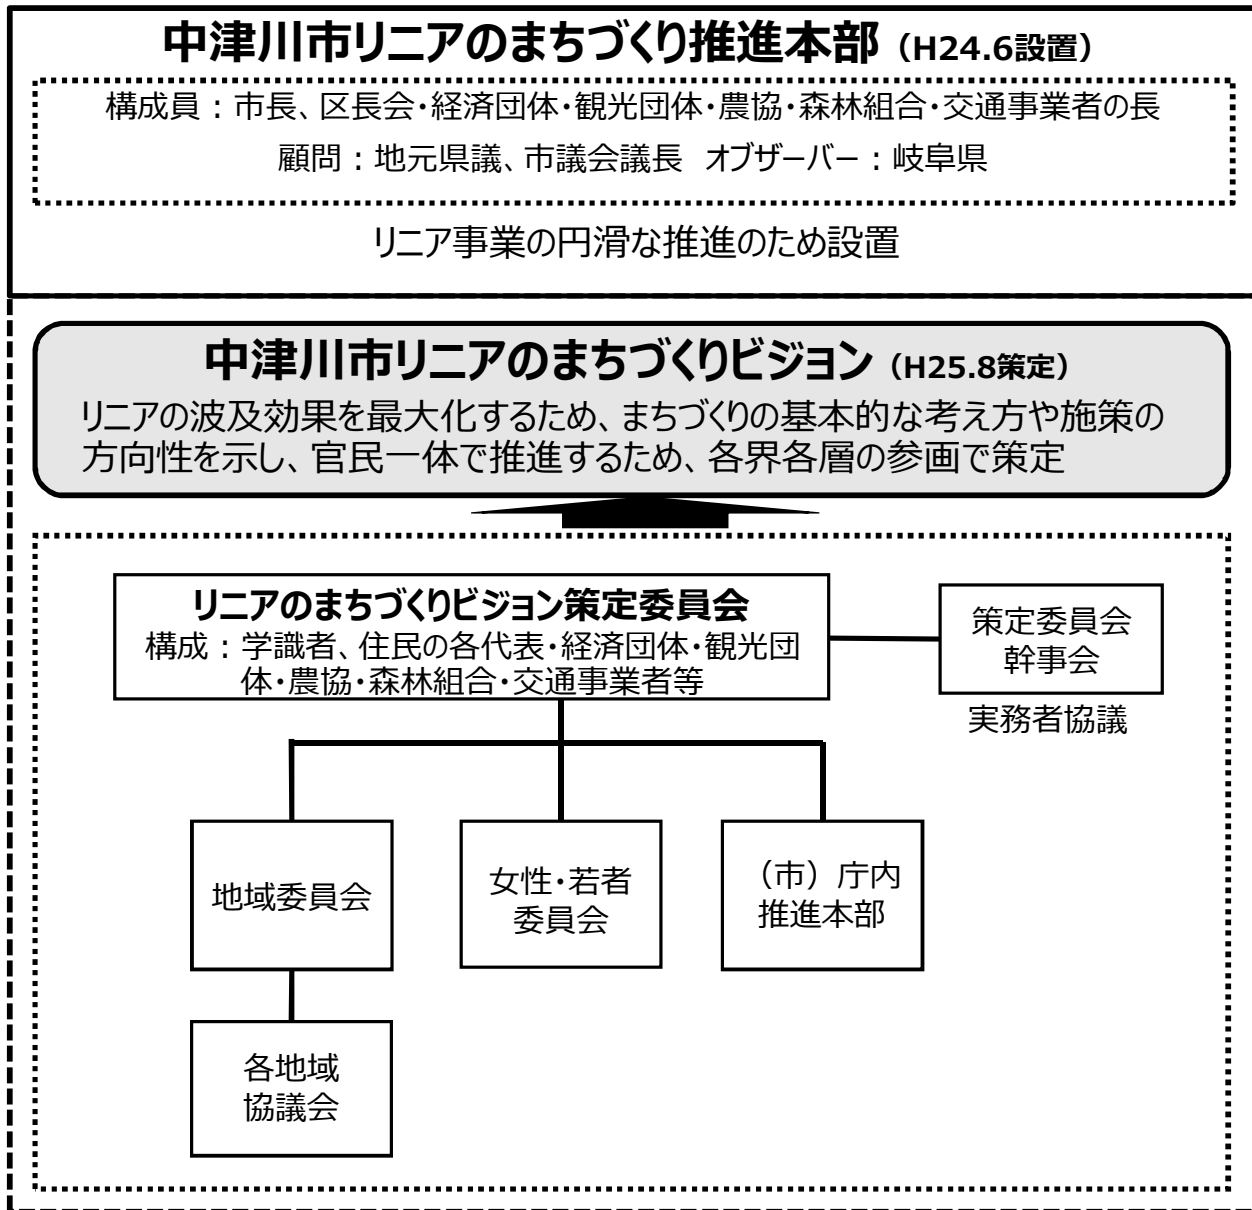 中津川市リニアのまちづくり推進本部（H24.6設置）
構成員：市長、区長会・経済団体・観光団体・農協・森林組合・交通事業者の長
顧問：地元県議、市議会議長 オブザーバー：岐阜県
リニア事業の円滑な推進のため設置
中津川市リニアのまちづくりビジョン（H25.8策定）
リニアの波及効果を最大化するため、まちづくりの基本的な考え方や施策の
方向性を示し、官民一体で推進するため、各界各層の参画で策定
リニアのまちづくりビジョン策定委員会
構成：学識者、住民の各代表・経済団体・観光団
体・農協・森林組合・交通事業者等
策定委員会
幹事会
実務者協議
地域委員会
女性・若者
委員会
（市）庁内
推進本部
各地域
協議会